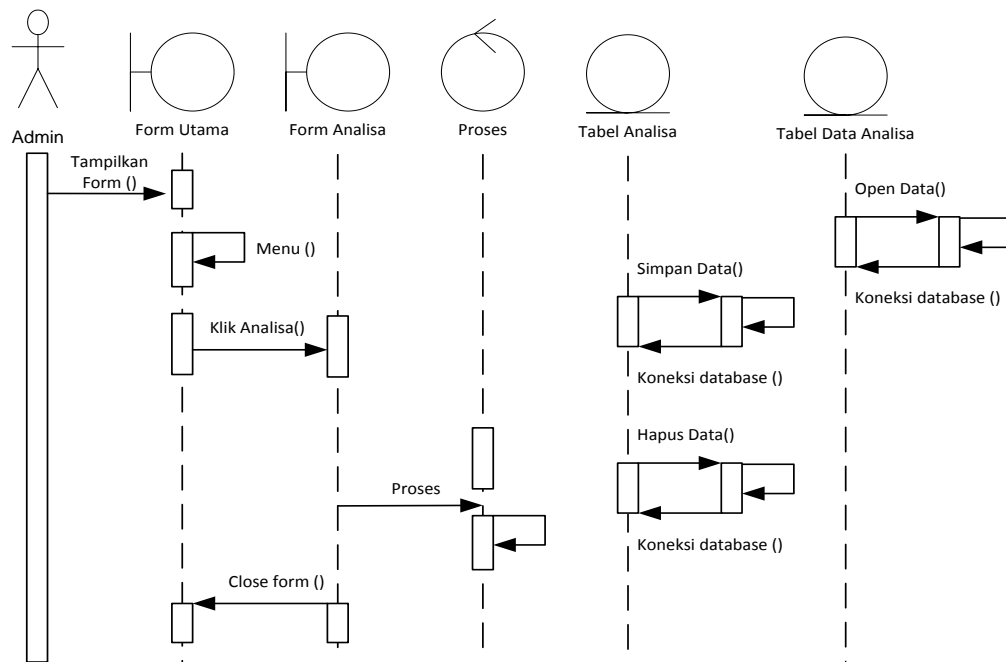 Admin
Form Utama
Form Analisa
Proses
Tabel Analisa
Tabel Data Analisa
Tampilkan
Form ()
Open Data()
Menu ()
Simpan Data()
Koneksi database ()
Klik Analisa()
Koneksi database ()
Hapus Data()
Proses
Koneksi database ()
Close form ()